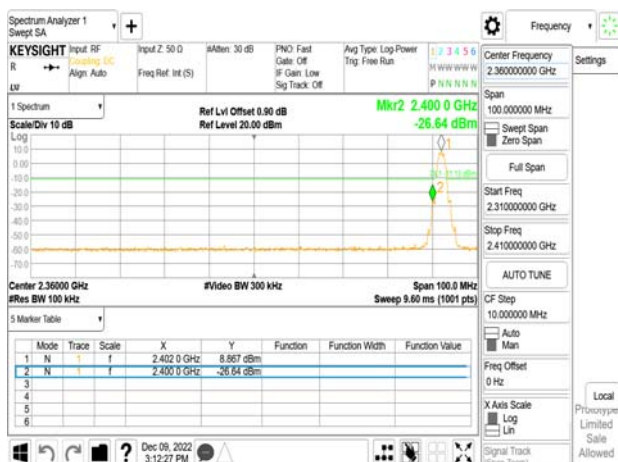 Spectrum Analyzer 1
Swept SA
+
Frequency
KEYSIGHT
R
LXI
Input: RF
Coupling: DC
Align: Auto
Input Z: 50 Ω
Freq Ref: Int (S)
#Atten: 30 dB
PNO: Fast
Gate: Off
IF Gain: Low
Sig Track: Off
Avg Type: Log-Power
Trig: Free Run
1 2 3 4 5 6
M W W W W W
P N N N N N
1 Spectrum
Scale/Div 10 dB
Log
Ref Lvl Offset 0.90 dB
Ref Level 20.00 dBm
Mkr2 2.400 0 GHz
-26.64 dBm
10.0
0.00
-10.0
-20.0
-30.0
-40.0
-50.0
-60.0
-70.0
1
2
Center 2.36000 GHz
#Res BW 100 kHz
#Video BW 300 kHz
Span 100.0 MHz
Sweep 9.60 ms (1001 pts)
5 Marker Table
Mode Trace Scale X Y Function Function Width Function Value
1 N 1 f 2.402 0 GHz 8.867 dBm
2 N 1 f 2.400 0 GHz -26.64 dBm
3
4
5
6
Dec 09, 2022
3:12:27 PM
Center Frequency
2.360000000 GHz
Span
100.000000 MHz
Swept Span
Zero Span
Full Span
Start Freq
2.310000000 GHz
Stop Freq
2.410000000 GHz
AUTO TUNE
CF Step
10.000000 MHz
Auto
Man
Freq Offset
0 Hz
X Axis Scale
Log
Lin
Signal Track
Settings
Local
Prototype
Limited
Sale
Allowed